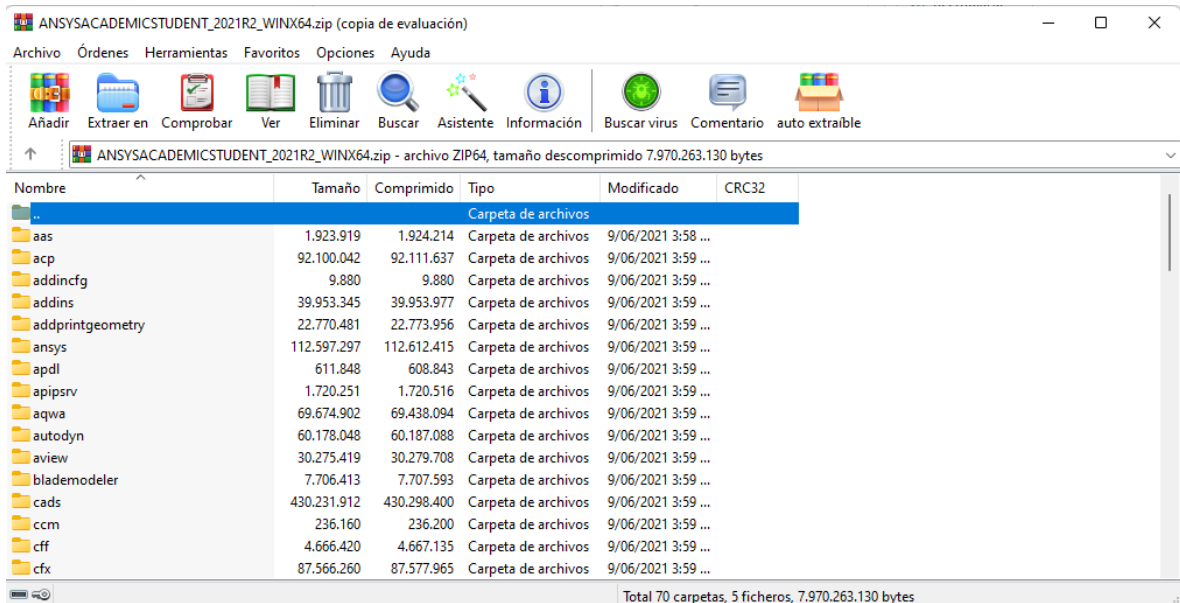 ANSYSACADEMICSTUDENT_2021R2_WINX64.zip (copia de evaluación)
Archivo Órdenes Herramientas Favoritos Opciones Ayuda
Añadir Extraer en Comprobar Ver Eliminar Buscar Asistente Información Buscar virus Comentario auto extraíble
ANSYSACADEMICSTUDENT_2021R2_WINX64.zip - archivo ZIP64, tamaño descomprimido 7.970.263.130 bytes
Nombre Tamaño Comprimido Tipo Modificado CRC32
.. Carpeta de archivos
aas 1.923.919 1.924.214 Carpeta de archivos 9/06/2021 3:58 ...
acp 92.100.042 92.111.637 Carpeta de archivos 9/06/2021 3:59 ...
addincfg 9.880 9.880 Carpeta de archivos 9/06/2021 3:59 ...
addins 39.953.345 39.953.977 Carpeta de archivos 9/06/2021 3:59 ...
addprintgeometry 22.770.481 22.773.956 Carpeta de archivos 9/06/2021 3:59 ...
ansys 112.597.297 112.612.415 Carpeta de archivos 9/06/2021 3:59 ...
apdl 611.848 608.843 Carpeta de archivos 9/06/2021 3:59 ...
apipsrv 1.720.251 1.720.516 Carpeta de archivos 9/06/2021 3:59 ...
aqwa 69.674.902 69.438.094 Carpeta de archivos 9/06/2021 3:59 ...
autodyn 60.178.048 60.187.088 Carpeta de archivos 9/06/2021 3:59 ...
aview 30.275.419 30.279.708 Carpeta de archivos 9/06/2021 3:59 ...
blademodeler 7.706.413 7.707.593 Carpeta de archivos 9/06/2021 3:59 ...
cads 430.231.912 430.298.400 Carpeta de archivos 9/06/2021 3:59 ...
ccm 236.160 236.200 Carpeta de archivos 9/06/2021 3:59 ...
cff 4.666.420 4.667.135 Carpeta de archivos 9/06/2021 3:59 ...
cfx 87.566.260 87.577.965 Carpeta de archivos 9/06/2021 3:59 ...
Total 70 carpetas, 5 ficheros, 7.970.263.130 bytes